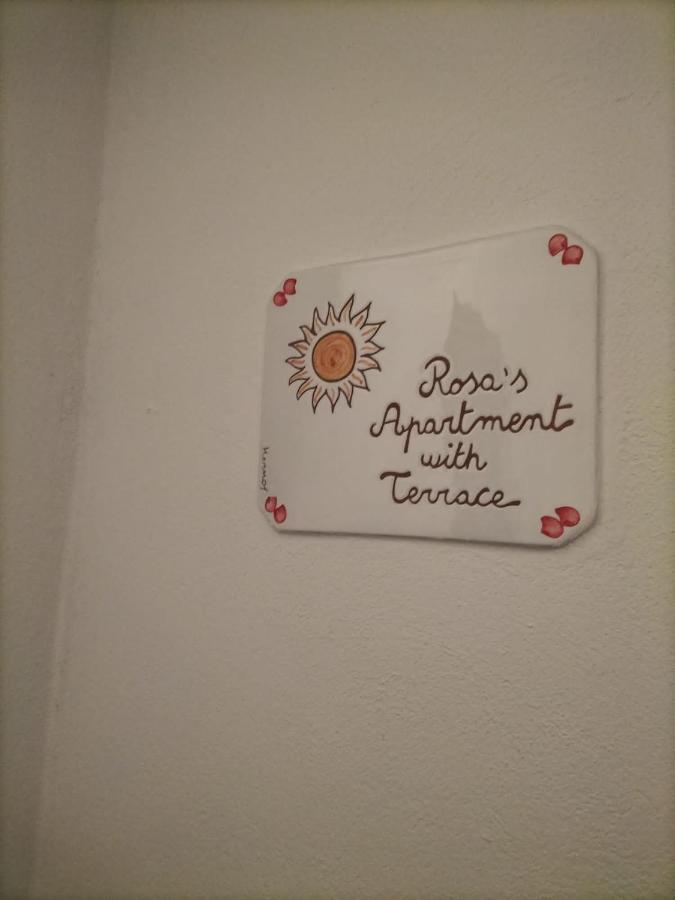 Rosa's
Apartment
with
Terrace